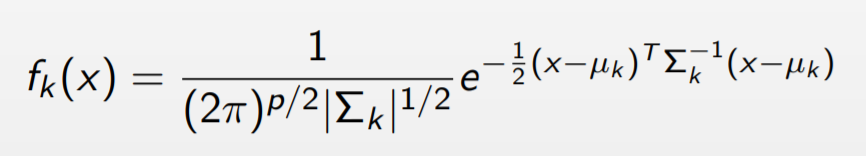 f_k(x) = \frac{1}{(2\pi)^{p/2}|\Sigma_k|^{1/2}} e^{-\frac{1}{2}(x-\mu_k)^T \Sigma_k^{-1}(x-\mu_k)}